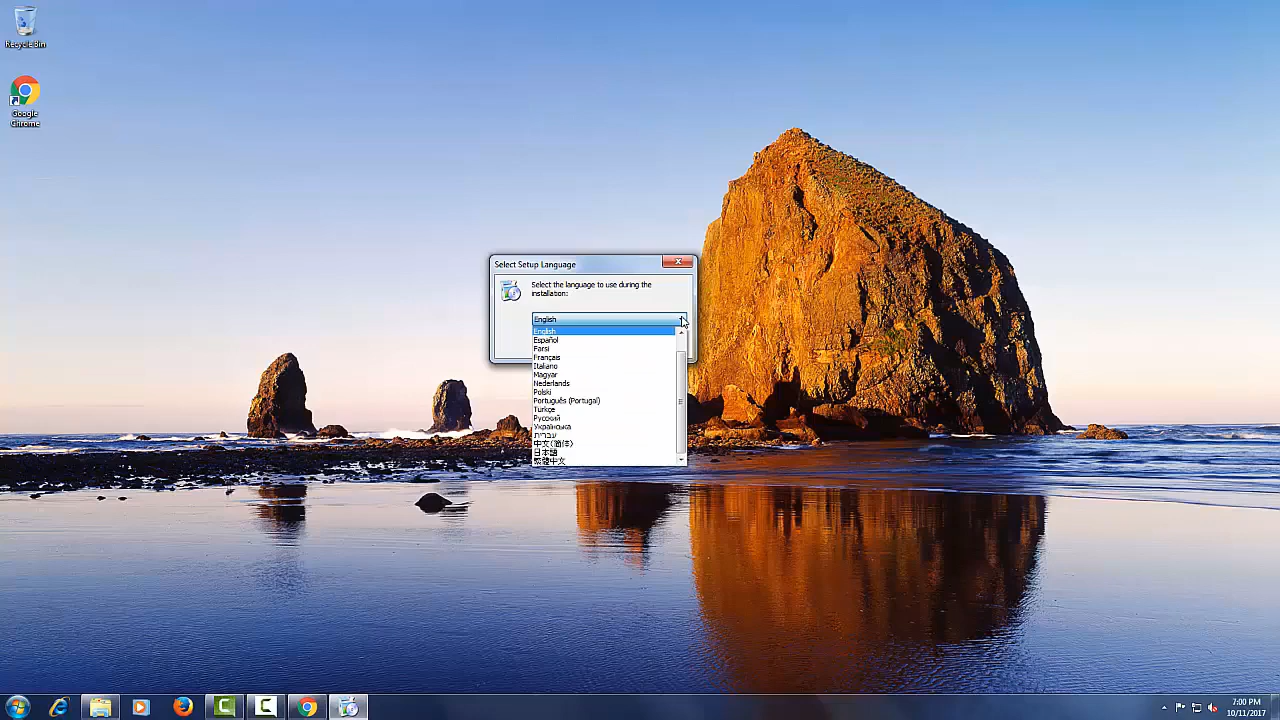 Recycle Bin
Google
Chrome
Select Setup Language
Select the language to use during the
installation:
English
English
Español
Farsi
Français
Italiano
Magyar
Nederlands
Polski
Português (Portugal)
Türkçe
Русский
Українська
עברית
中文(简体)
日本語
繁體中文
7:00 PM
10/11/2017